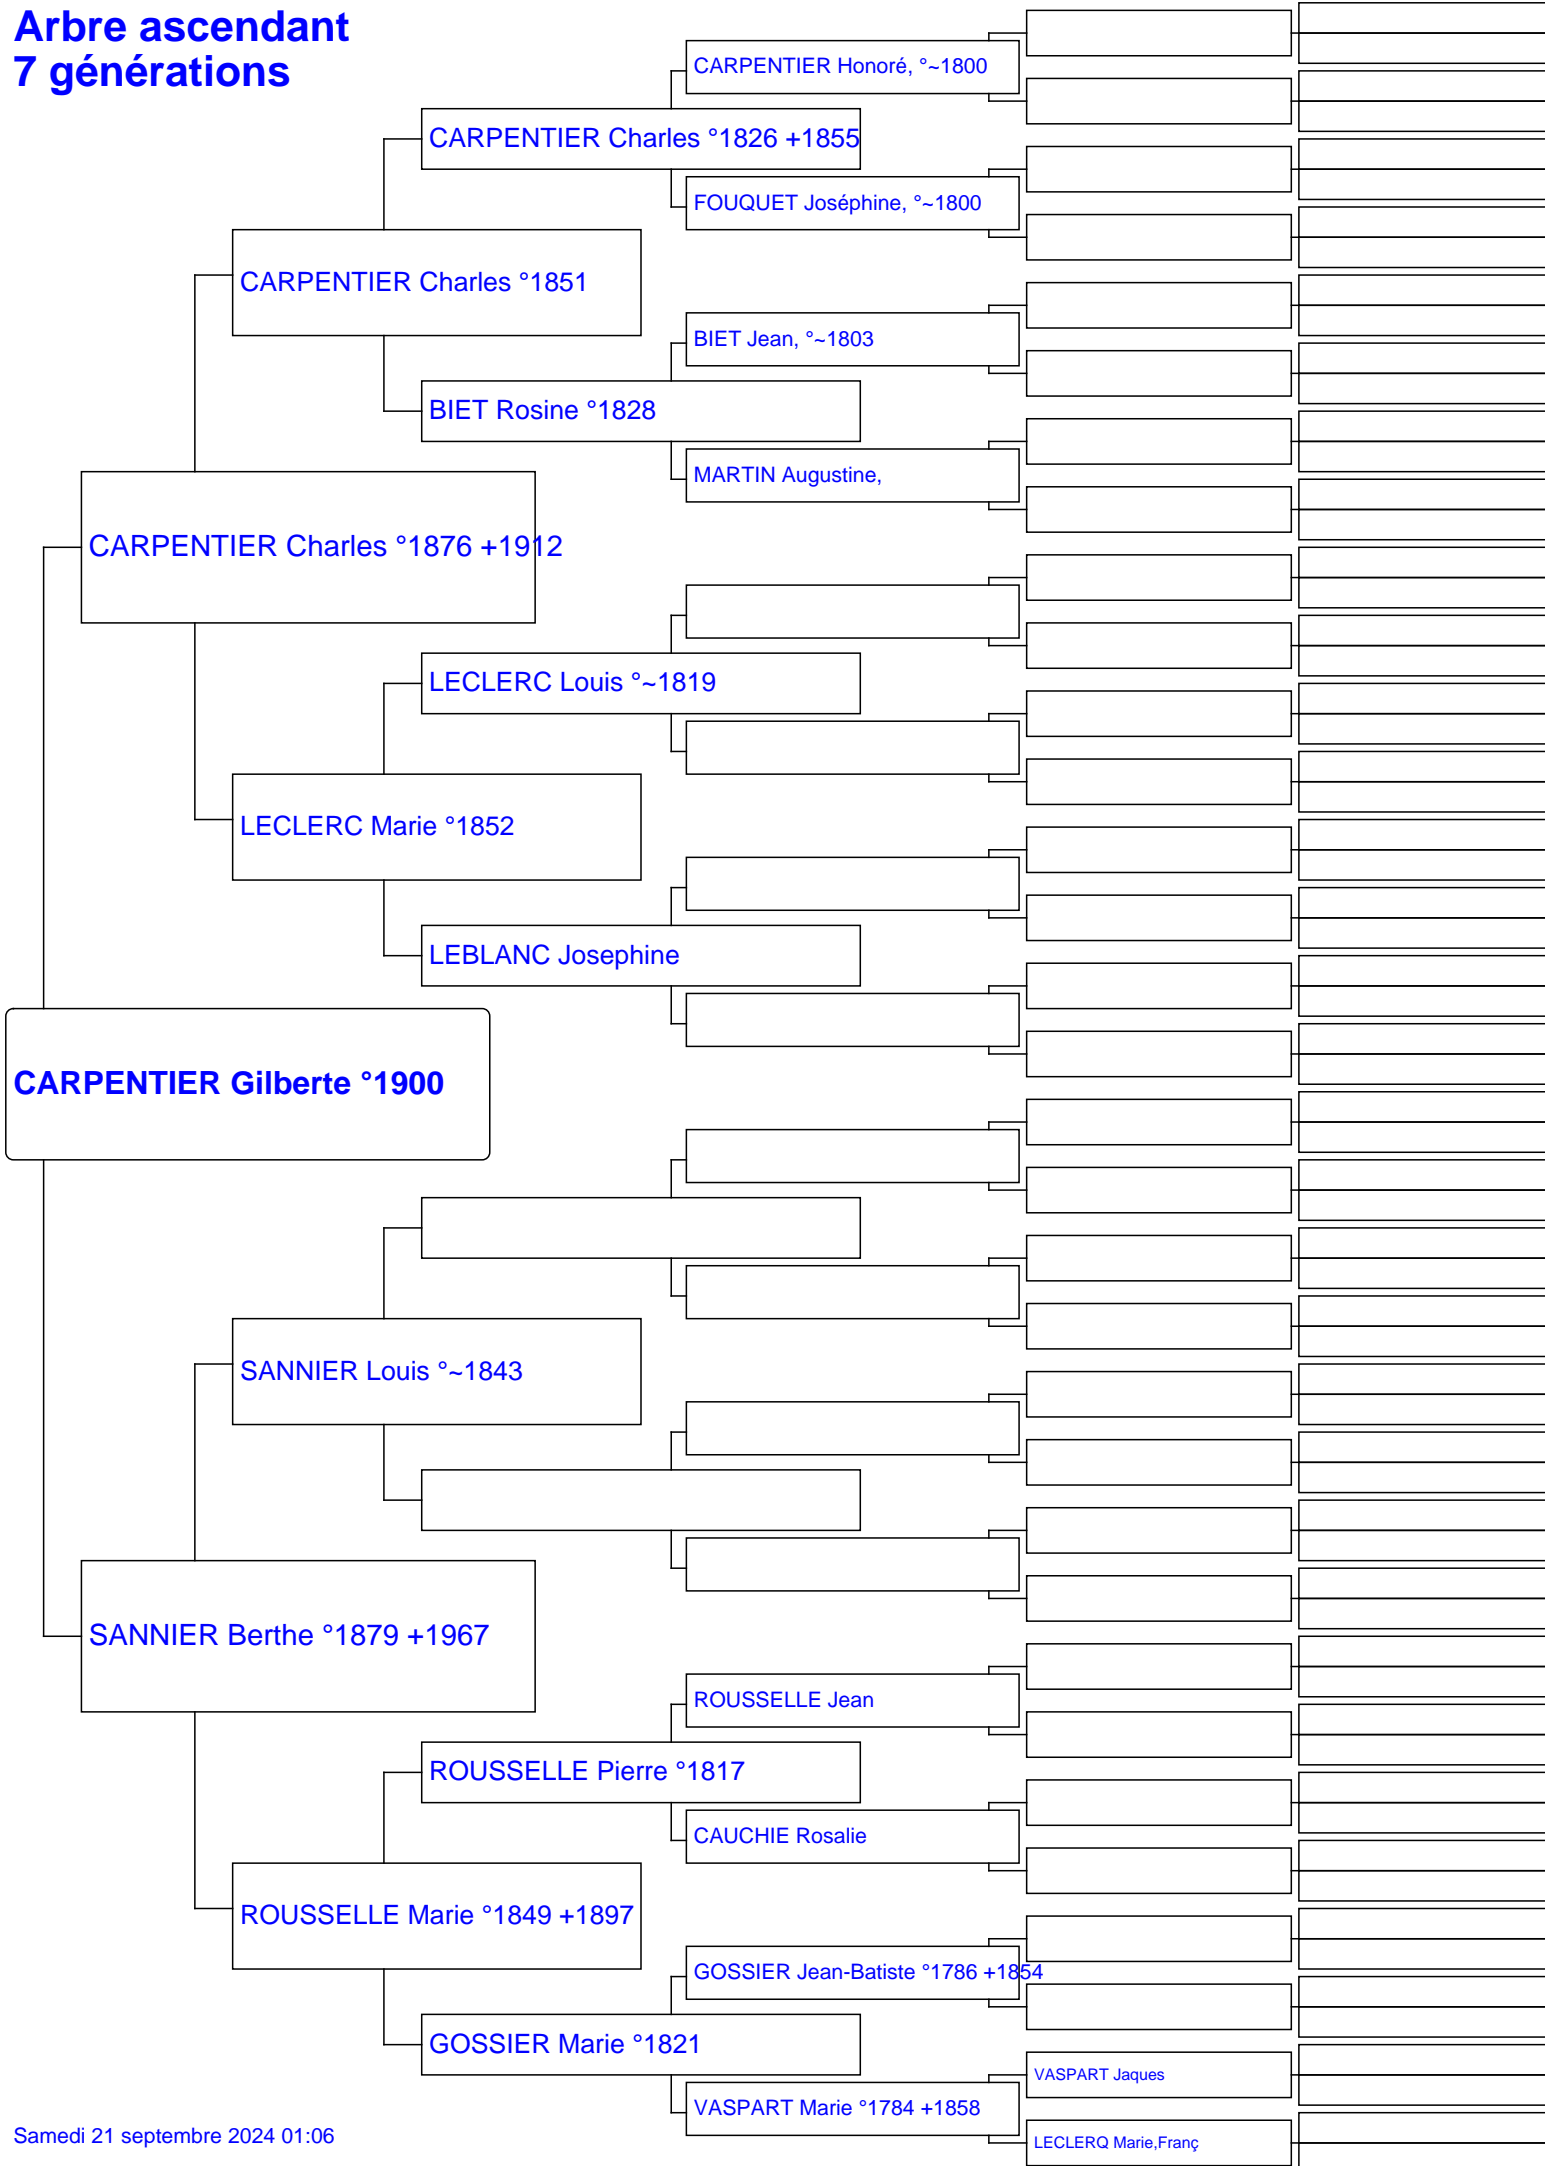 Arbre ascendant
7 générations
CARPENTIER Honoré, °~1800
CARPENTIER Charles °1826 +1855
FOUQUET Joséphine, °~1800
CARPENTIER Charles °1851
BIET Jean, °~1803
BIET Rosine °1828
MARTIN Augustine,
CARPENTIER Charles °1876 +1912
LECLERC Louis °~1819
LECLERC Marie °1852
LEBLANC Josephine
CARPENTIER Gilberte °1900
SANNIER Louis °~1843
SANNIER Berthe °1879 +1967
ROUSSELLE Jean
ROUSSELLE Pierre °1817
CAUCHIE Rosalie
ROUSSELLE Marie °1849 +1897
GOSSIER Jean-Batiste °1786 +1854
GOSSIER Marie °1821
VASPART Jaques
VASPART Marie °1784 +1858
LECLERQ Marie,Franç
Samedi 21 septembre 2024 01:06